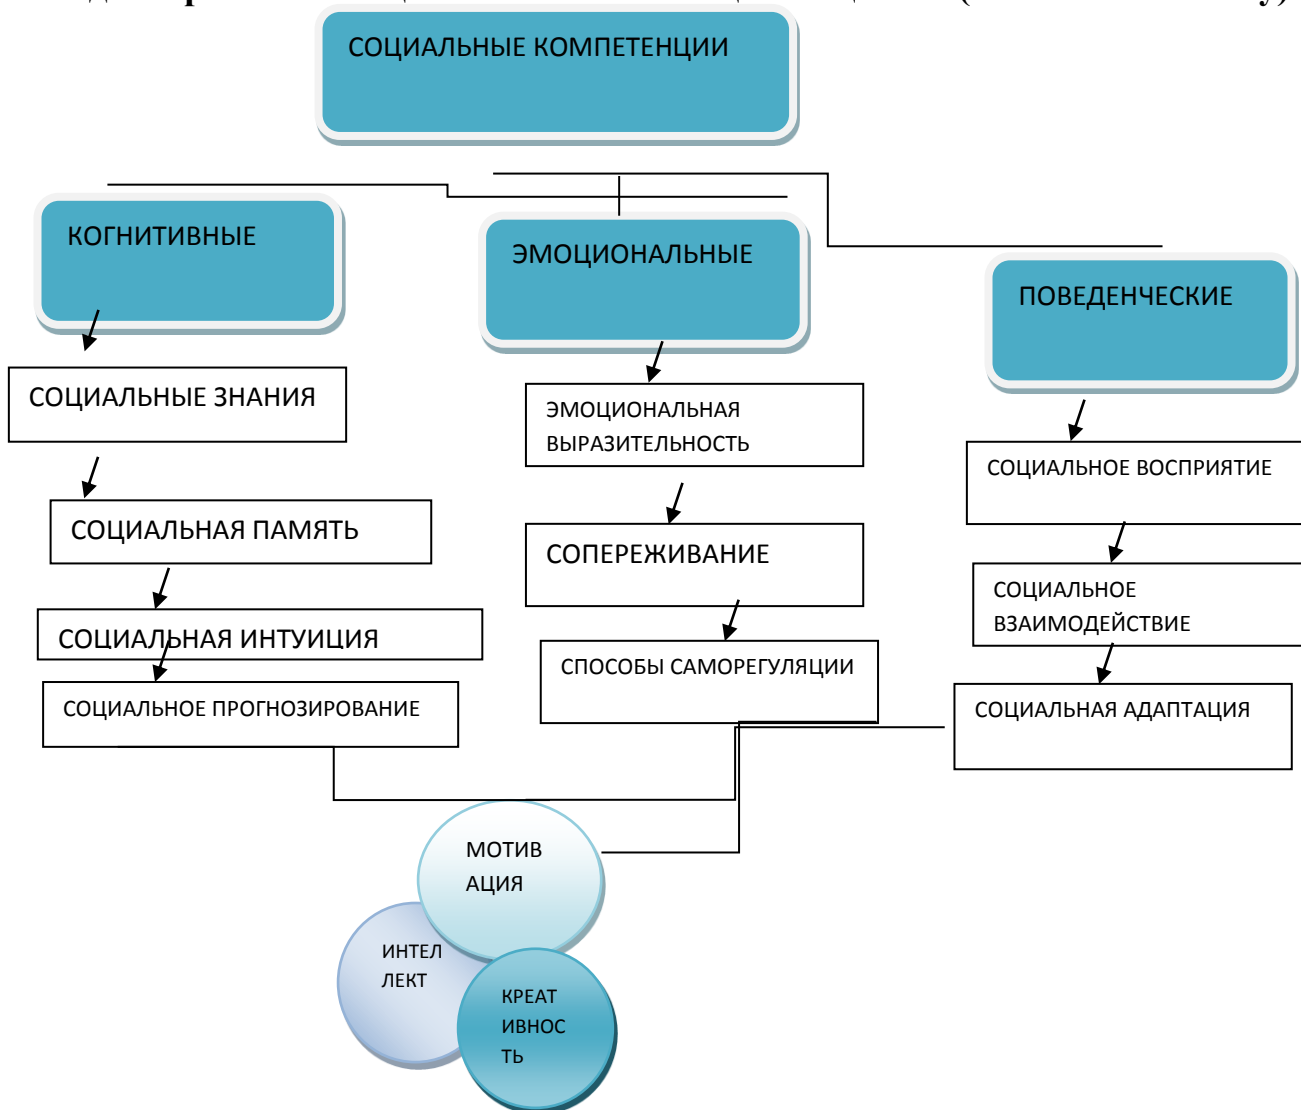 СОЦИАЛЬНЫЕ КОМПЕТЕНЦИИ
КОГНИТИВНЫЕ
ЭМОЦИОНАЛЬНЫЕ
ПОВЕДЕНЧЕСКИЕ
СОЦИАЛЬНЫЕ ЗНАНИЯ
ЭМОЦИОНАЛЬНАЯ
ВЫРАЗИТЕЛЬНОСТЬ
СОЦИАЛЬНОЕ ВОСПРИЯТИЕ
СОЦИАЛЬНАЯ ПАМЯТЬ
СОПЕРЕЖИВАНИЕ
СОЦИАЛЬНОЕ
ВЗАИМОДЕЙСТВИЕ
СОЦИАЛЬНАЯ ИНТУИЦИЯ
СПОСОБЫ САМОРЕГУЛЯЦИИ
СОЦИАЛЬНОЕ ПРОГНОЗИРОВАНИЕ
СОЦИАЛЬНАЯ АДАПТАЦИЯ
МОТИВ
АЦИЯ
ИНТЕЛ
ЛЕКТ
КРЕАТ
ИВНОС
ТЬ